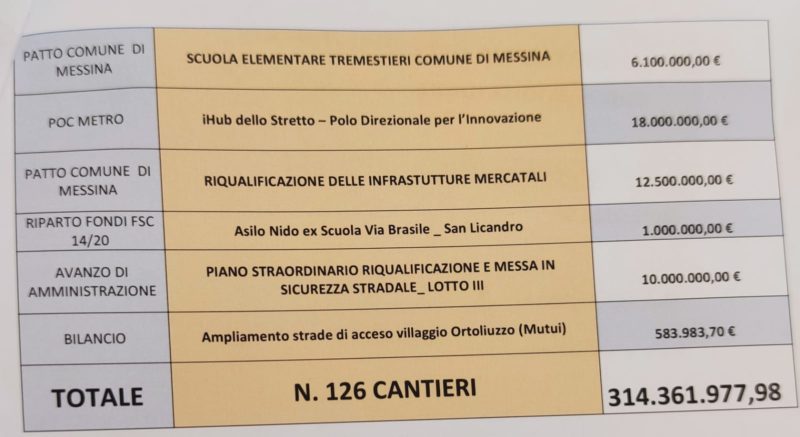 PATTO COMUNE DI
MESSINA
SCUOLA ELEMENTARE TREMESTIERI COMUNE DI MESSINA
6.100.000,00 €
POC METRO
iHub dello Stretto – Polo Direzionale per l'Innovazione
18.000.000,00 €
PATTO COMUNE DI
MESSINA
RIQUALIFICAZIONE DELLE INFRASTUTTURE MERCATALI
12.500.000,00 €
RIPARTO FONDI FSC
14/20
Asilo Nido ex Scuola Via Brasile _ San Licandro
1.000.000,00 €
AVANZO DI
AMMINISTRAZIONE
PIANO STRAORDINARIO RIQUALIFICAZIONE E MESSA IN
SICUREZZA STRADALE_ LOTTO III
10.000.000,00 €
BILANCIO
Ampliamento strade di acceso villaggio Ortoliuzzo (Mutui)
583.983,70 €
TOTALE
N. 126 CANTIERI
314.361.977,98